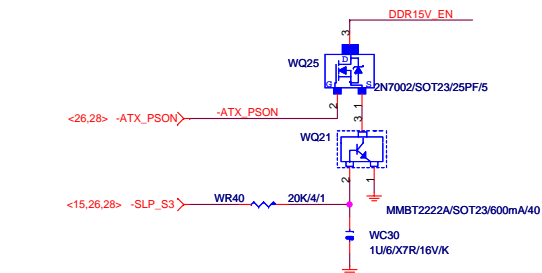 DDR15V_EN
3
WQ25
D
G
S
2N7002/SOT23/25PF/5
2
1
<26,28>
-ATX_PSON
-ATX_PSON
3
WQ21
2
1
<15,26,28>
-SLP_S3
WR40
20K/4/1
MMBT2222A/SOT23/600mA/40
WC30
1U/6/X7R/16V/K